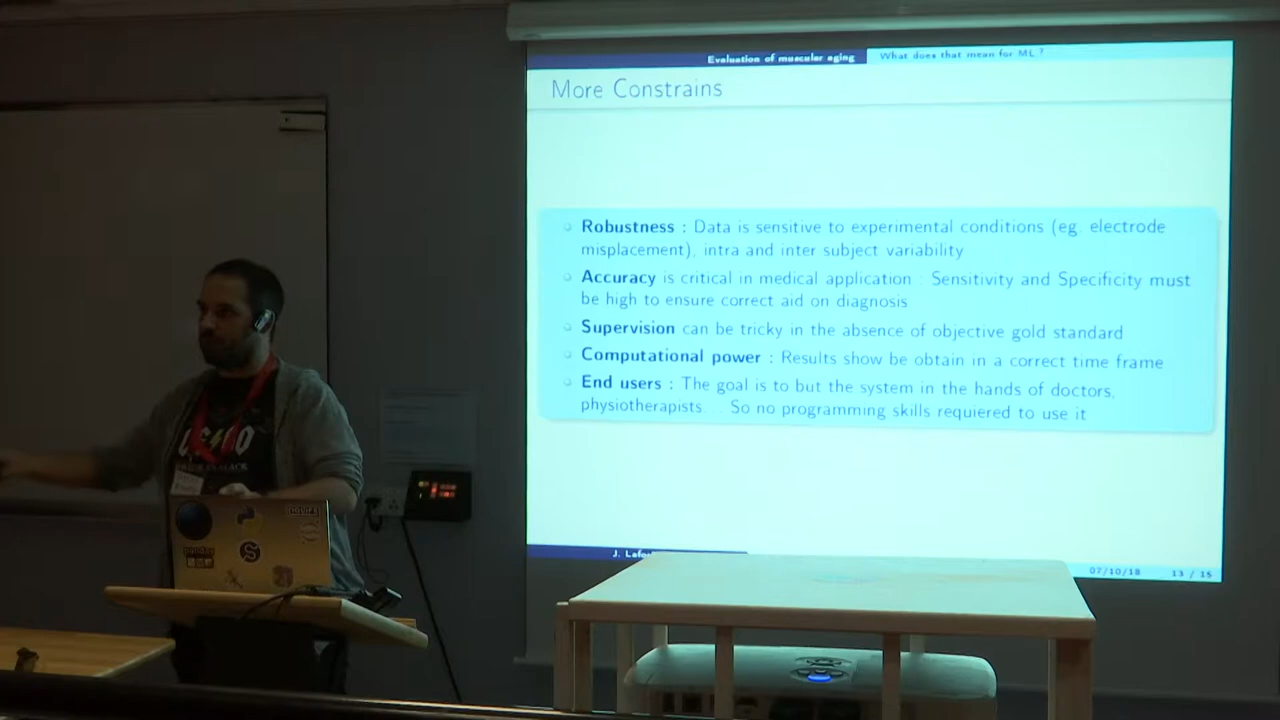 Evaluation of muscular aging
What does that mean for ML ?
More Constrains
Robustness : Data is sensitive to experimental conditions (eg. electrode
misplacement), intra and inter subject variability
Accuracy is critical in medical application : Sensitivity and Specificity must
be high to ensure correct aid on diagnosis
Supervision can be tricky in the absence of objective gold standard
Computational power : Results show be obtain in a correct time frame
End users : The goal is to but the system in the hands of doctors,
physiotherapists... So no programming skills requiered to use it
J.
07/10/18
13 / 15